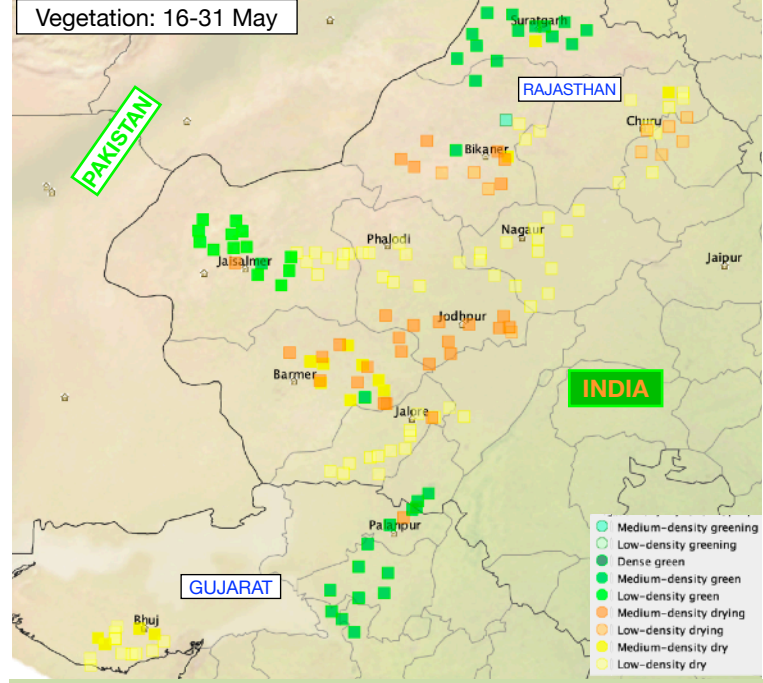 Vegetation: 16-31 May
Suratgarh
RAJASTHAN
PAKISTAN
Churu
Bikaner
Nagaur
Phalodi
Jaisalmer
Jaipur
Jodhpur
Barmer
INDIA
Jalore
Palanpur
GUJARAT
Bhuj
Medium-density greening
Low-density greening
Dense green
Medium-density green
Low-density green
Medium-density drying
Low-density drying
Medium-density dry
Low-density dry